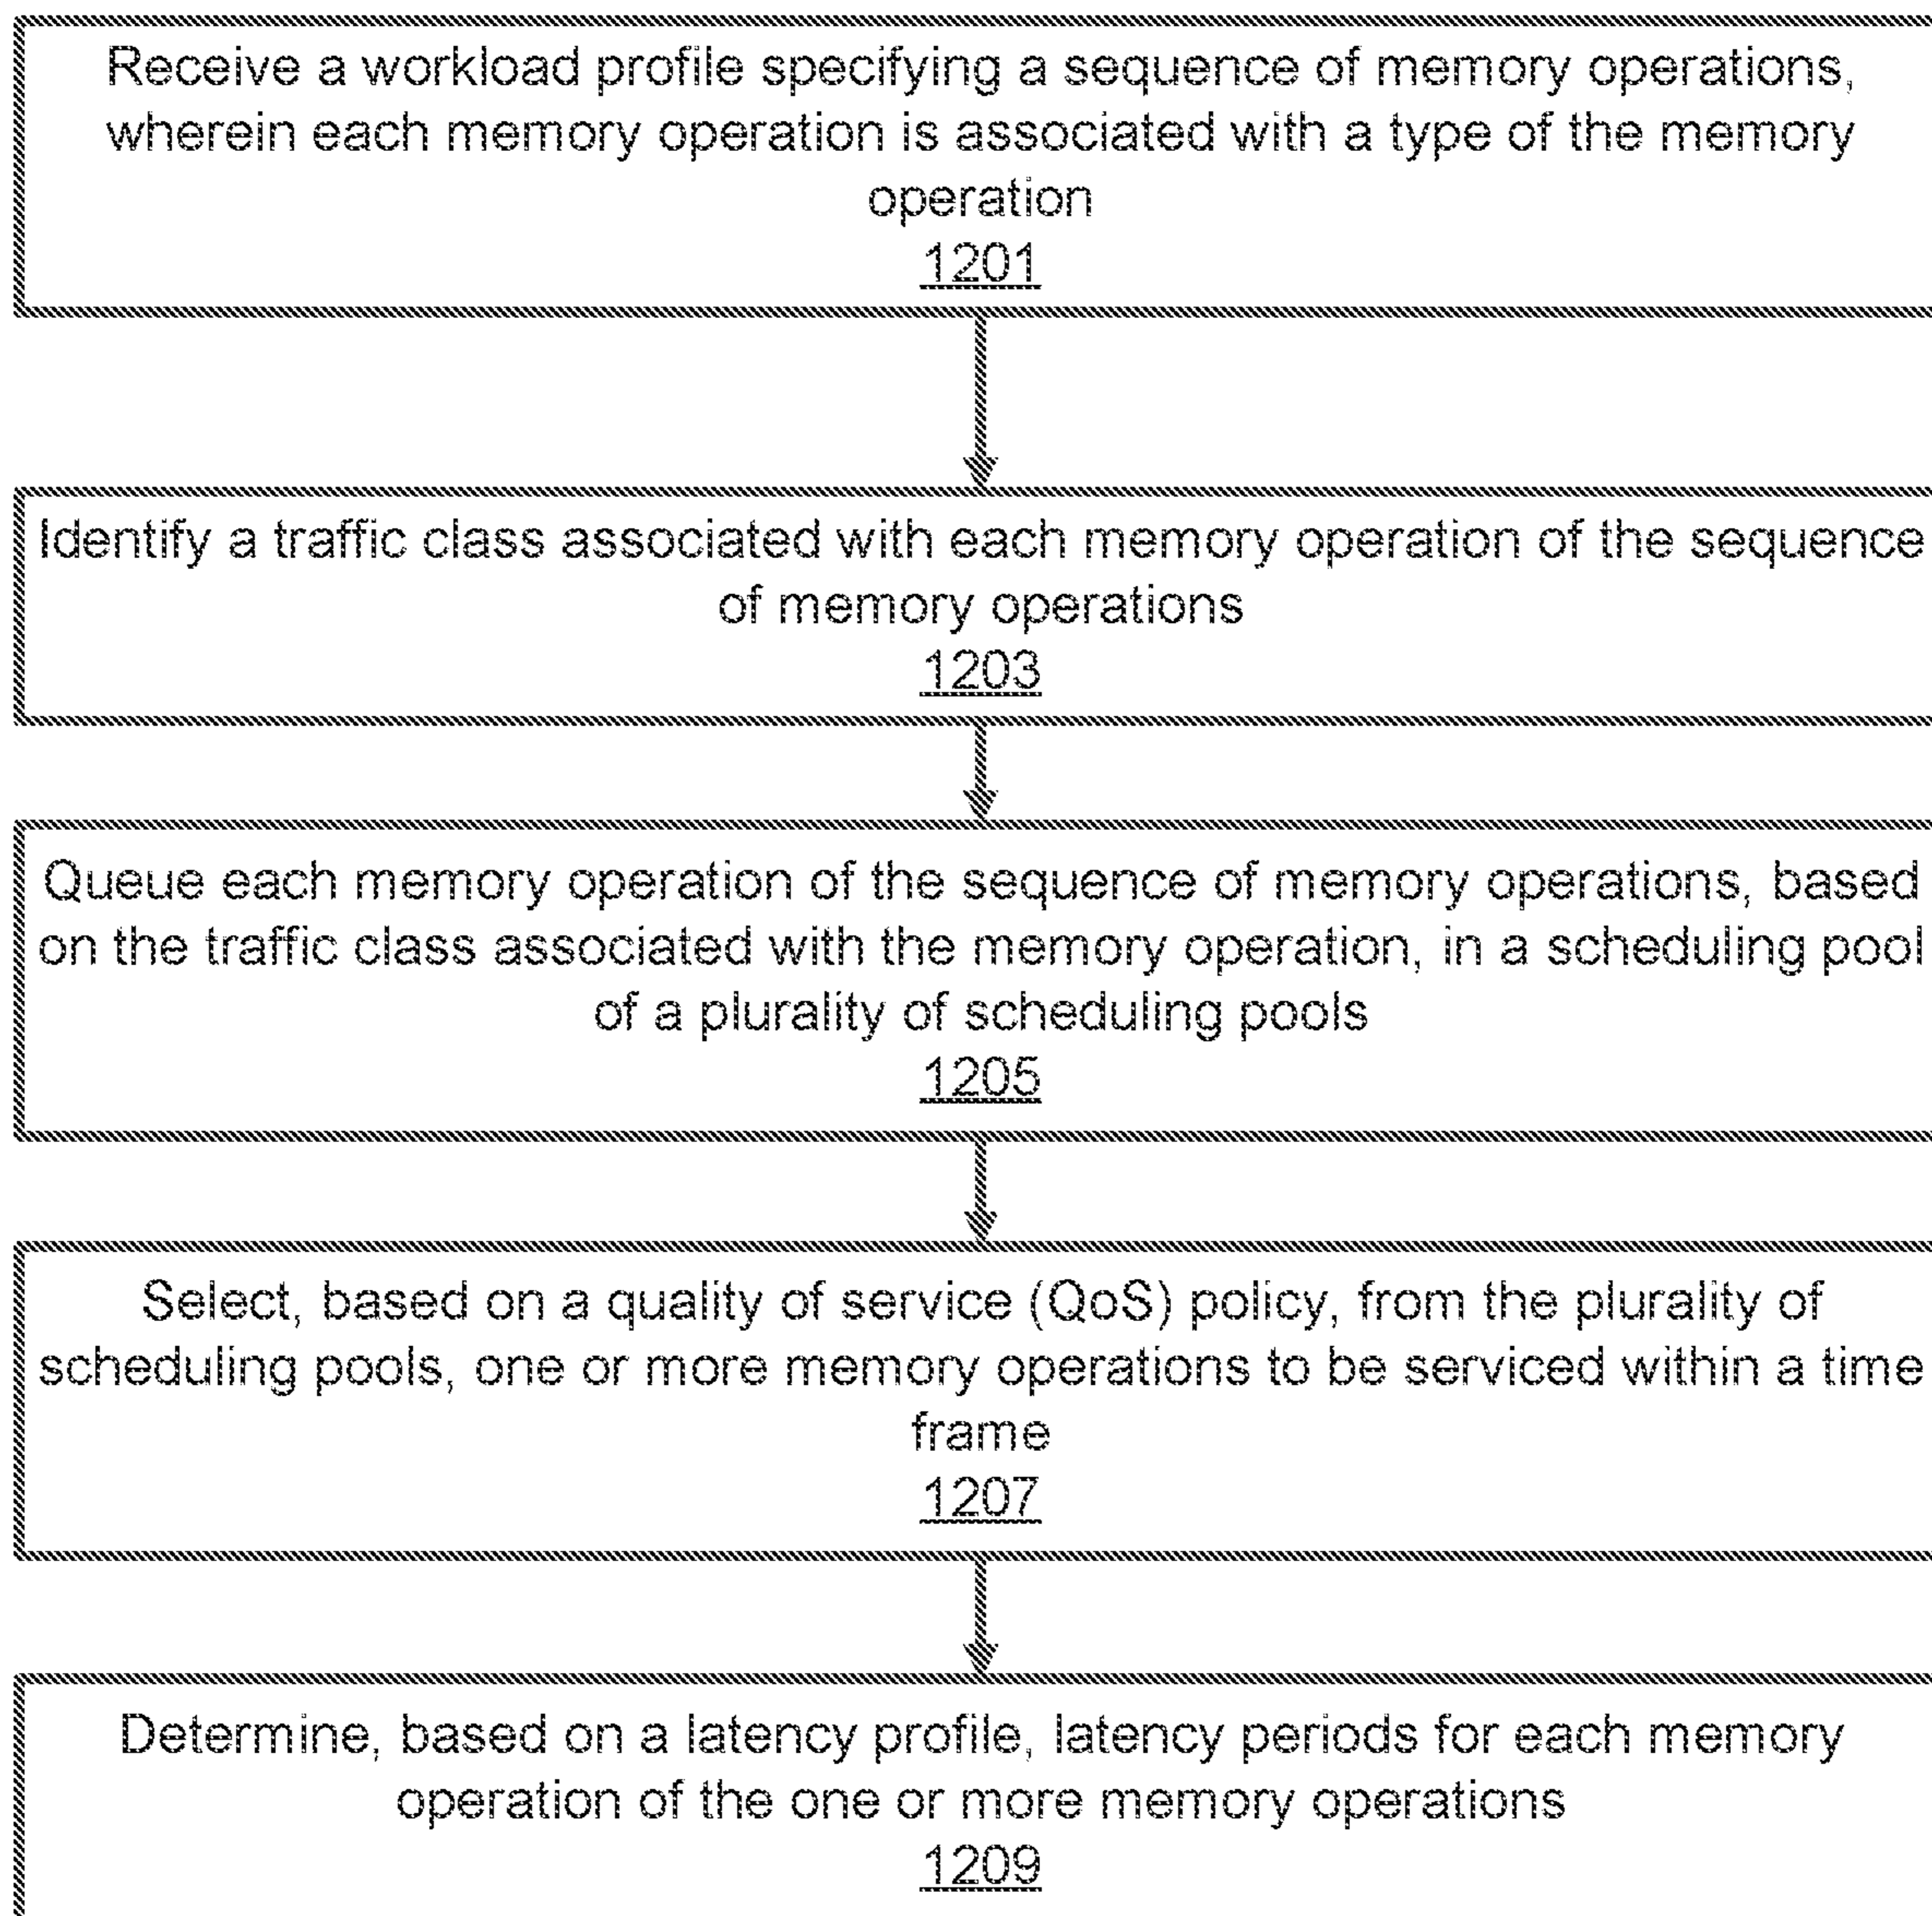 Receive a workload profile specifying a sequence of memory operations,
wherein each memory operation is associated with a type of the memory
operation
1201
Identify a traffic class associated with each memory operation of the sequence
of memory operations
1203
Queue each memory operation of the sequence of memory operations, based
on the traffic class associated with the memory operation, in a scheduling pool
of a plurality of scheduling pools
1205
Select, based on a quality of service (QoS) policy, from the plurality of
scheduling pools, one or more memory operations to be serviced within a time
frame
1207
Determine, based on a latency profile, latency periods for each memory
operation of the one or more memory operations
1209